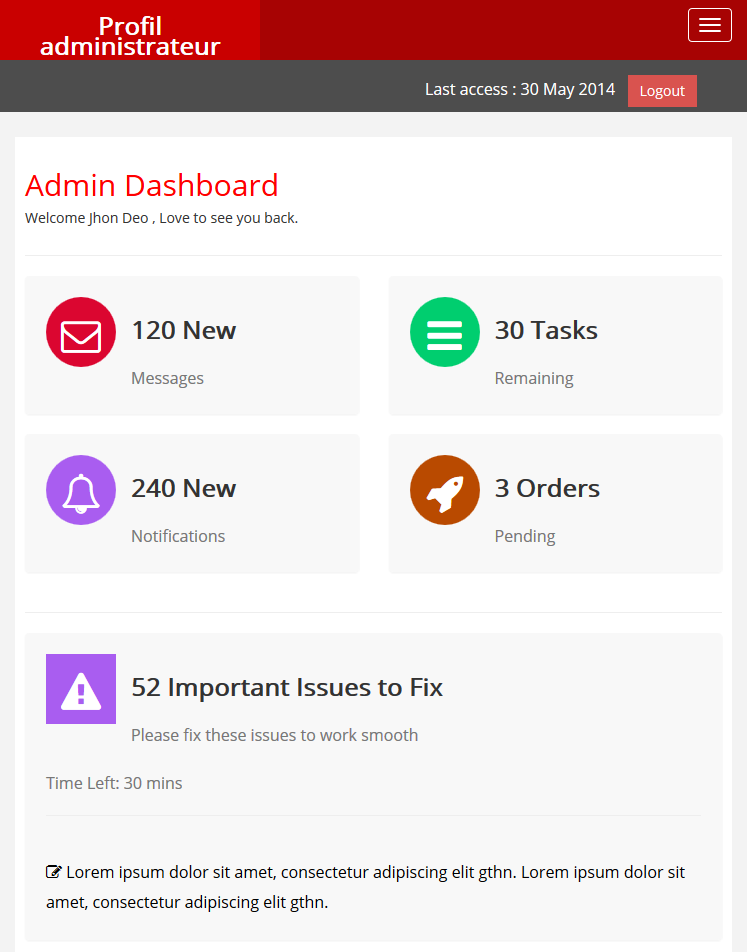 Profil
administrateur
Last access : 30 May 2014
Logout
Admin Dashboard
Welcome Jhon Deo , Love to see you back.
120 New
Messages
30 Tasks
Remaining
240 New
Notifications
3 Orders
Pending
52 Important Issues to Fix
Please fix these issues to work smooth
Time Left: 30 mins
Lorem ipsum dolor sit amet, consectetur adipiscing elit gthn. Lorem ipsum dolor sit
amet, consectetur adipiscing elit gthn.